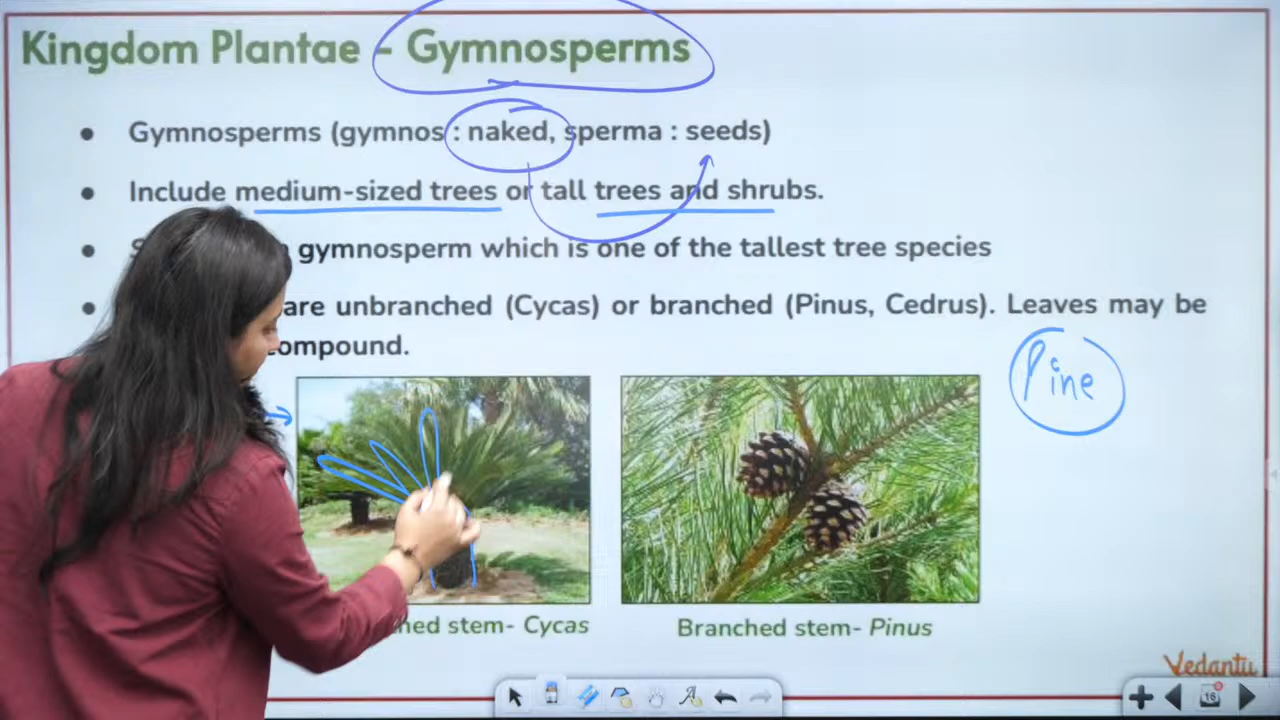 Kingdom Plantae - Gymnosperms
• Gymnosperms (gymnos : naked, sperma : seeds)
• Include medium-sized trees or tall trees and shrubs.
• gymnosperm which is one of the tallest tree species
• are unbranched (Cycas) or branched (Pinus, Cedrus). Leaves may be
compound.
Pine
stem- Cycas
Branched stem- Pinus
Vedantu
18